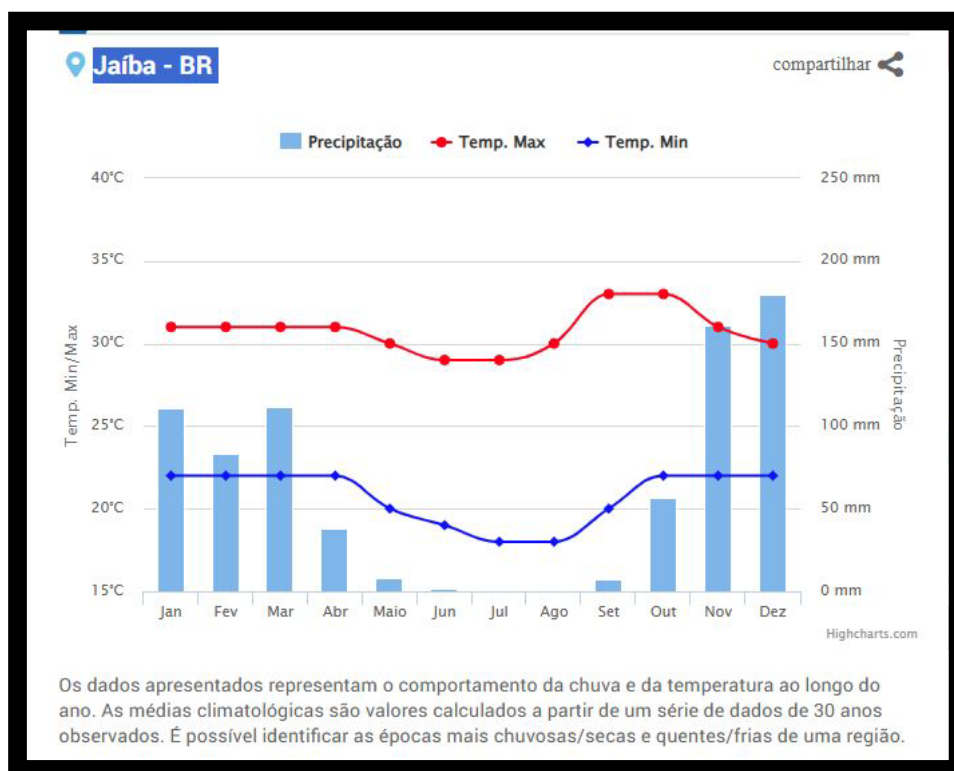 Jaíba - BR
compartilhar
Precipitação Temp. Max Temp. Min
40°C
35°C
30°C
25°C
20°C
15°C
Temp. Min/Max
250 mm
200 mm
150 mm
100 mm
50 mm
0 mm
Precipitação
Jan Fev Mar Abr Maio Jun Jul Ago Set Out Nov Dez
Highcharts.com
Os dados apresentados representam o comportamento da chuva e da temperatura ao longo do
ano. As médias climatológicas são valores calculados a partir de um série de dados de 30 anos
observados. É possível identificar as épocas mais chuvosas/secas e quentes/frias de uma região.